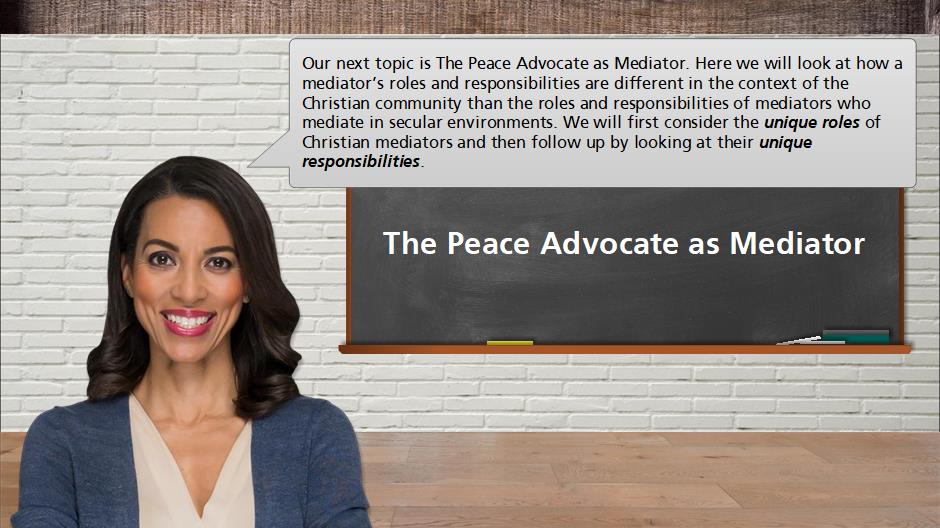 Our next topic is The Peace Advocate as Mediator. Here we will look at how a
mediator’s roles and responsibilities are different in the context of the
Christian community than the roles and responsibilities of mediators who
mediate in secular environments. We will first consider the unique roles of
Christian mediators and then follow up by looking at their unique
responsibilities.
The Peace Advocate as Mediator